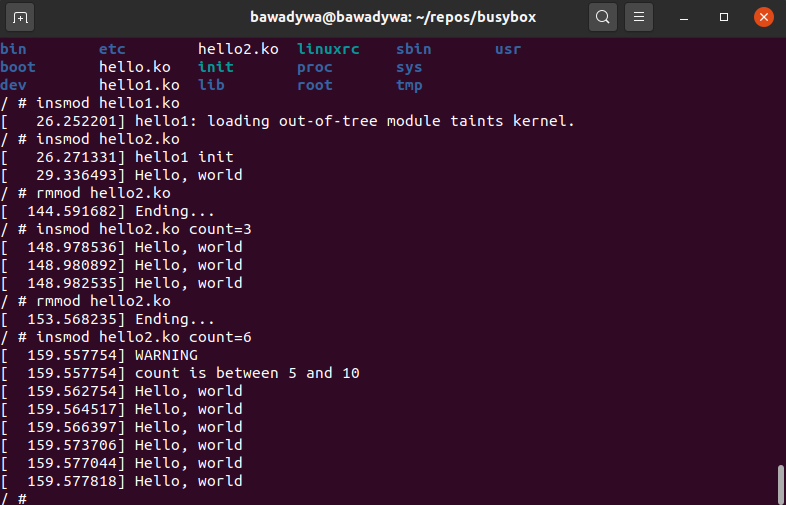 bawadywa@bawadywa: ~/repos/busybox
bin etc hello2.ko linuxrc sbin usr
boot hello.ko init proc sys
dev hello1.ko lib root tmp
/ # insmod hello1.ko
[   26.252201] hello1: loading out-of-tree module taints kernel.
/ # insmod hello2.ko
[   26.271331] hello1 init
[   29.336493] Hello, world
/ # rmmod hello2.ko
[  144.591682] Ending...
/ # insmod hello2.ko count=3
[  148.978536] Hello, world
[  148.980892] Hello, world
[  148.982535] Hello, world
/ # rmmod hello2.ko
[  153.568235] Ending...
/ # insmod hello2.ko count=6
[  159.557754] WARNING
[  159.557754] count is between 5 and 10
[  159.562754] Hello, world
[  159.564517] Hello, world
[  159.566397] Hello, world
[  159.573706] Hello, world
[  159.577044] Hello, world
[  159.577818] Hello, world
/ #